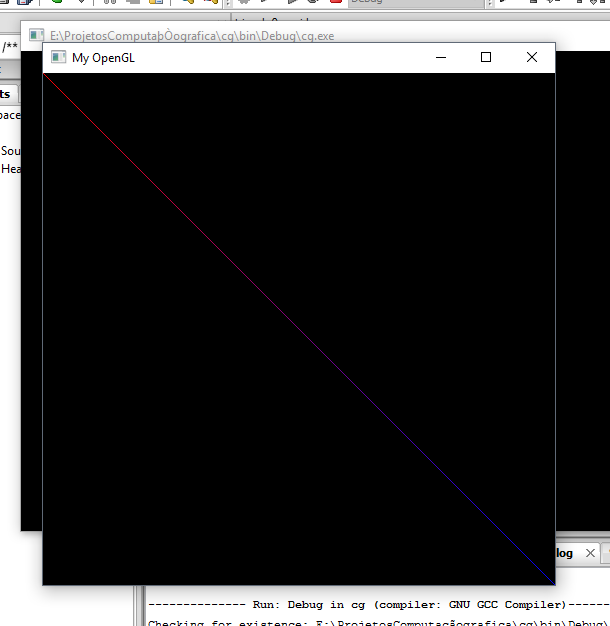 Debug
E:\ProjetosComputaþÒografica\cg\bin\Debug\cg.exe
/**
My OpenGL
ts
pace
Sou
Hea
log
-------------- Run: Debug in cg (compiler: GNU GCC Compiler)-------
Checking for existence: E:\ProjetosComputaçãografica\cg\bin\Debug\